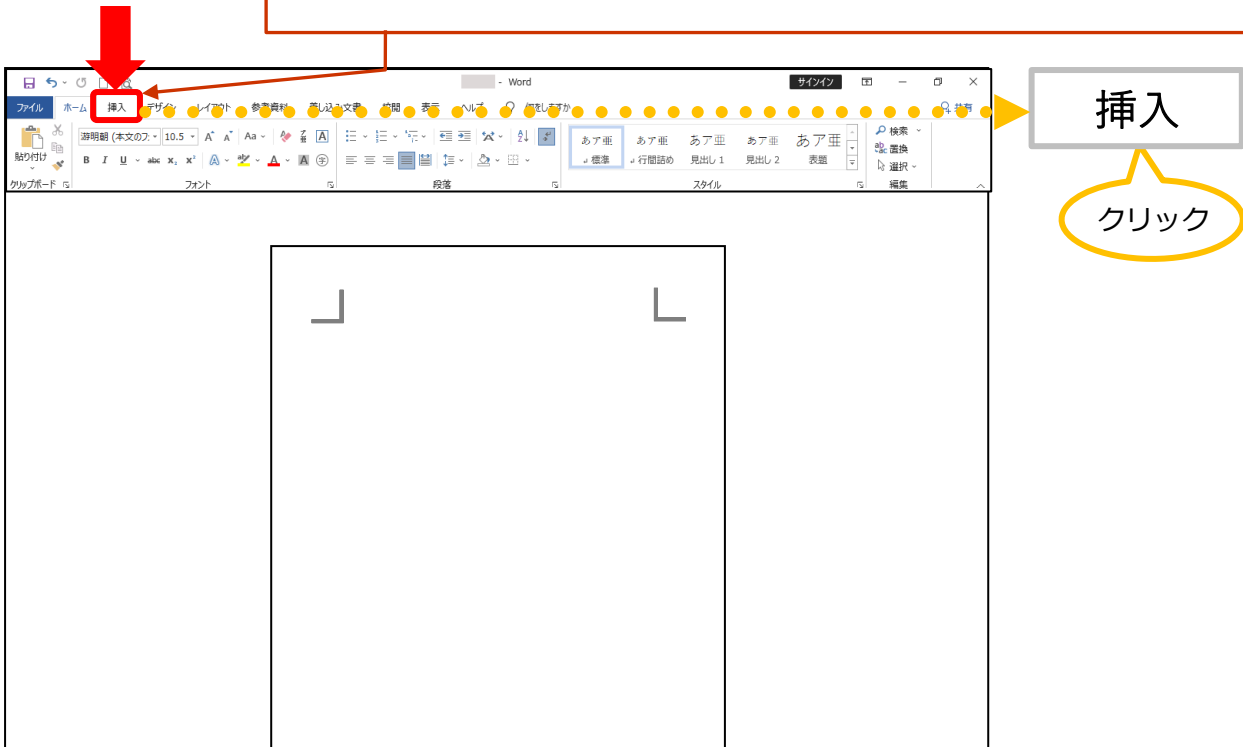 - Word
サインイン
ファイル ホーム 挿入 デザイン レイアウト 参考資料 差し込み文書 校閲 表示 ヘルプ 何をしますか 共有
挿入
游明朝 (本文のフ 10.5 A A Aa A
あア亜 あア亜 あア亜 あア亜 あア亜
検索
置換
貼り付け
B I U abc x₂ x² A A A 字
標準 行間詰め 見出し 1 見出し 2 表題
選択
クリップボード フォント 段落 スタイル 編集
クリック